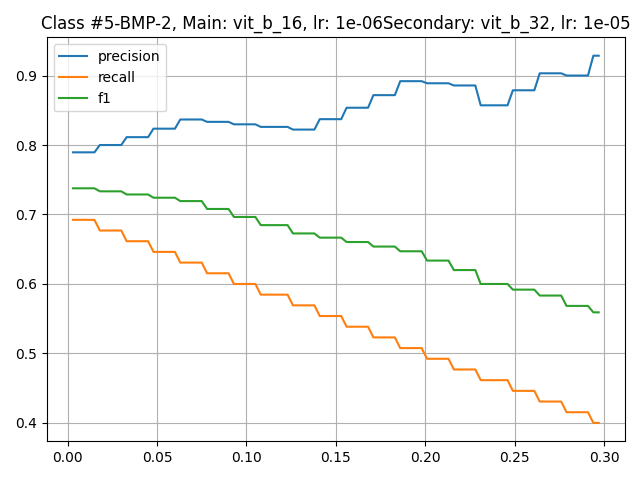 Class #5-BMP-2, Main: vit_b_16, lr: 1e-06Secondary: vit_b_32, lr: 1e-05
precision
recall
f1
0.9
0.8
0.7
0.6
0.5
0.4
0.00 0.05 0.10 0.15 0.20 0.25 0.30